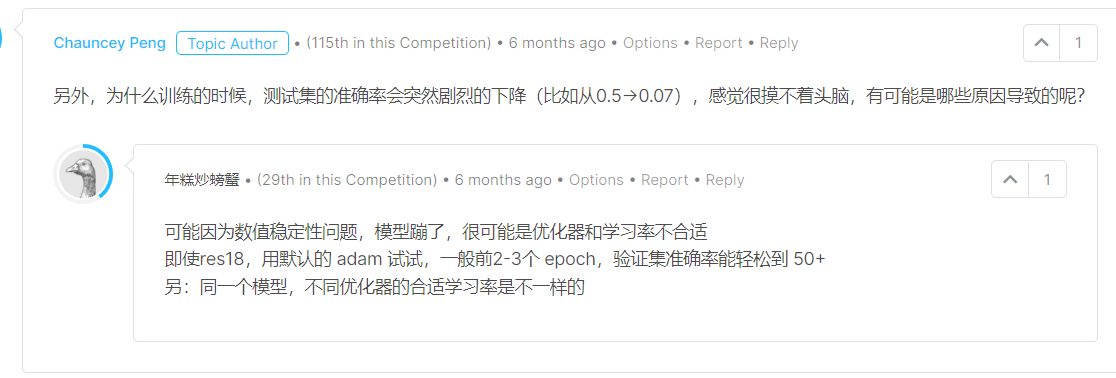 Chauncey Peng Topic Author • (115th in this Competition) • 6 months ago • Options • Report • Reply 1
另外，为什么训练的时候，测试集的准确率会突然剧烈的下降（比如从0.5→0.07），感觉很摸不着头脑，有可能是哪些原因导致的呢？
年糕炒螃蟹 • (29th in this Competition) • 6 months ago • Options • Report • Reply 1
可能因为数值稳定性问题，模型蹦了，很可能是优化器和学习率不合适
即使res18，用默认的 adam 试试，一般前2-3个 epoch，验证集准确率能轻松到 50+
另：同一个模型，不同优化器的合适学习率是不一样的